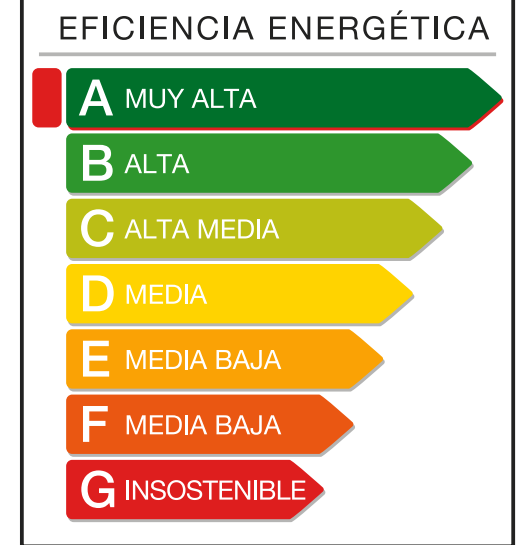 EFICIENCIA ENERGÉTICA
A MUY ALTA
B ALTA
C ALTA MEDIA
D MEDIA
E MEDIA BAJA
F MEDIA BAJA
G INSOSTENIBLE